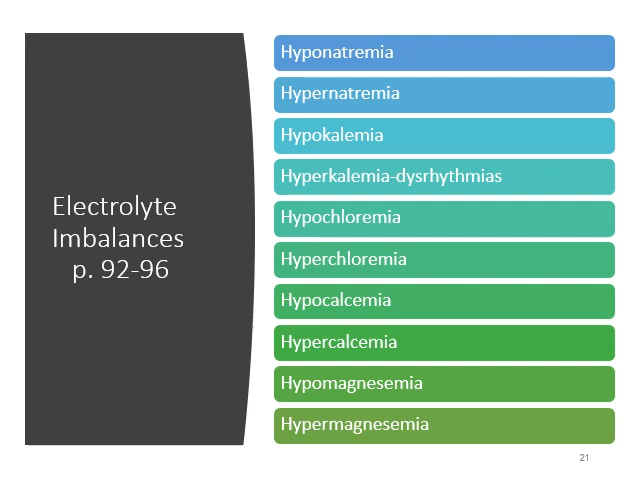 Electrolyte
Imbalances
p. 92-96
Hyponatremia
Hypernatremia
Hypokalemia
Hyperkalemia-dysrhythmias
Hypochloremia
Hyperchloremia
Hypocalcemia
Hypercalcemia
Hypomagnesemia
Hypermagnesemia
21